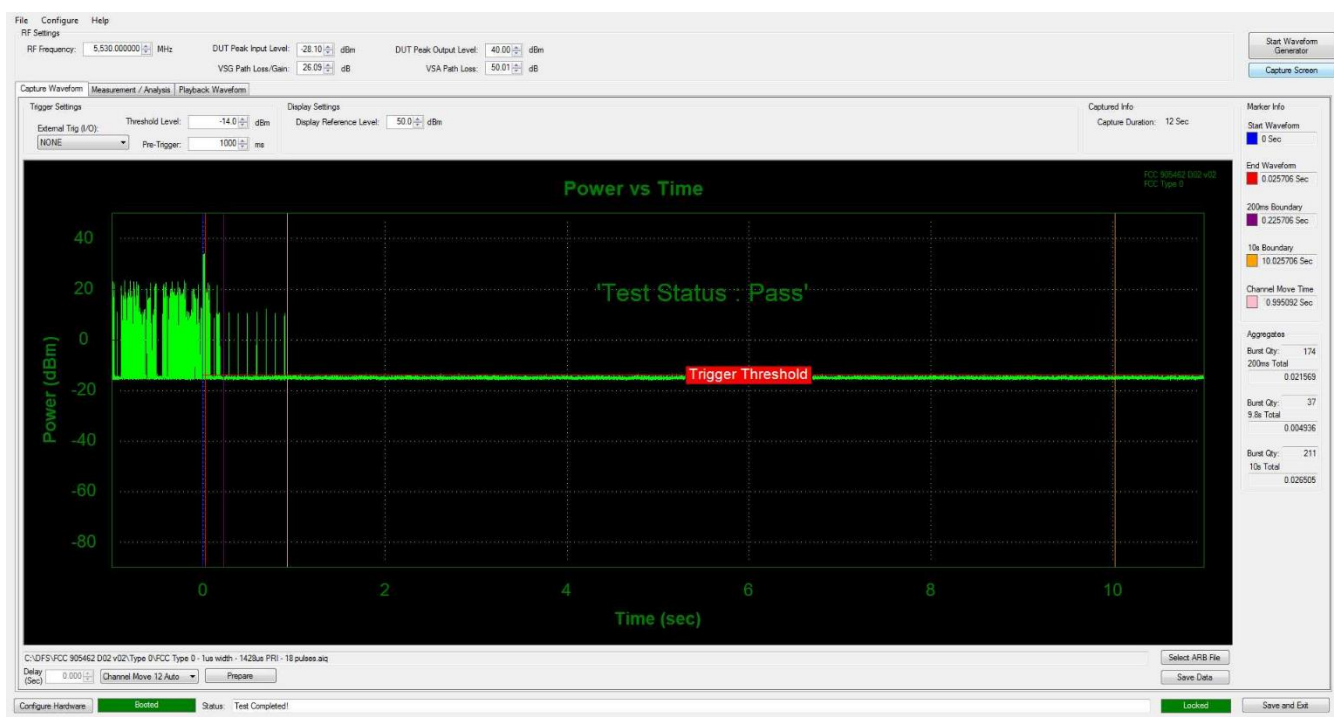 File Configure Help
RF Settings
RF Frequency: 5,530.000000 MHz DUT Peak Input Level: -28.10 dBm DUT Peak Output Level: 40.00 dBm
VSG Path Loss/Gain: 26.09 dB VSA Path Loss: 50.01 dB
Start Waveform Generator
Capture Screen
Capture Waveform Measurement / Analysis Playback Waveform
Trigger Settings
External Trig (I/O): Threshold Level: -14.0 dBm
NONE Pre-Trigger: 1000 ms
Display Settings
Display Reference Level: 50.0 dBm
Captured Info
Capture Duration: 12 Sec
Marker Info
Start Waveform
0 Sec
End Waveform
0.025706 Sec
200ms Boundary
0.225706 Sec
10s Boundary
10.025706 Sec
Channel Move Time
0.995092 Sec
Aggregates
Burst Qty: 174
200ms Total
0.021569
Burst Qty: 37
9.8s Total
0.004936
Burst Qty: 211
10s Total
0.026505
Power vs Time
FCC 905462 D02 v02
FCC Type 0
'Test Status : Pass'
Trigger Threshold
Power (dBm)
40
20
0
-20
-40
-60
-80
0 2 4 6 8 10
Time (sec)
C:\DFS\FCC 905462 D02 v02\Type 0\FCC Type 0 - 1us width - 1428us PRI - 18 pulses.aiq
Select ARB File
Delay (Sec) 0.000 Channel Move 12 Auto Prepare
Save Data
Configure Hardware Booted Status: Test Completed! Locked Save and Exit